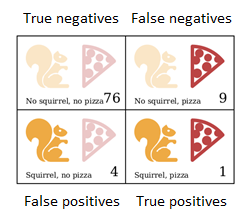 True negatives False negatives
No squirrel, no pizza 76
No squirrel, pizza 9
Squirrel, no pizza 4
Squirrel, pizza 1
False positives True positives